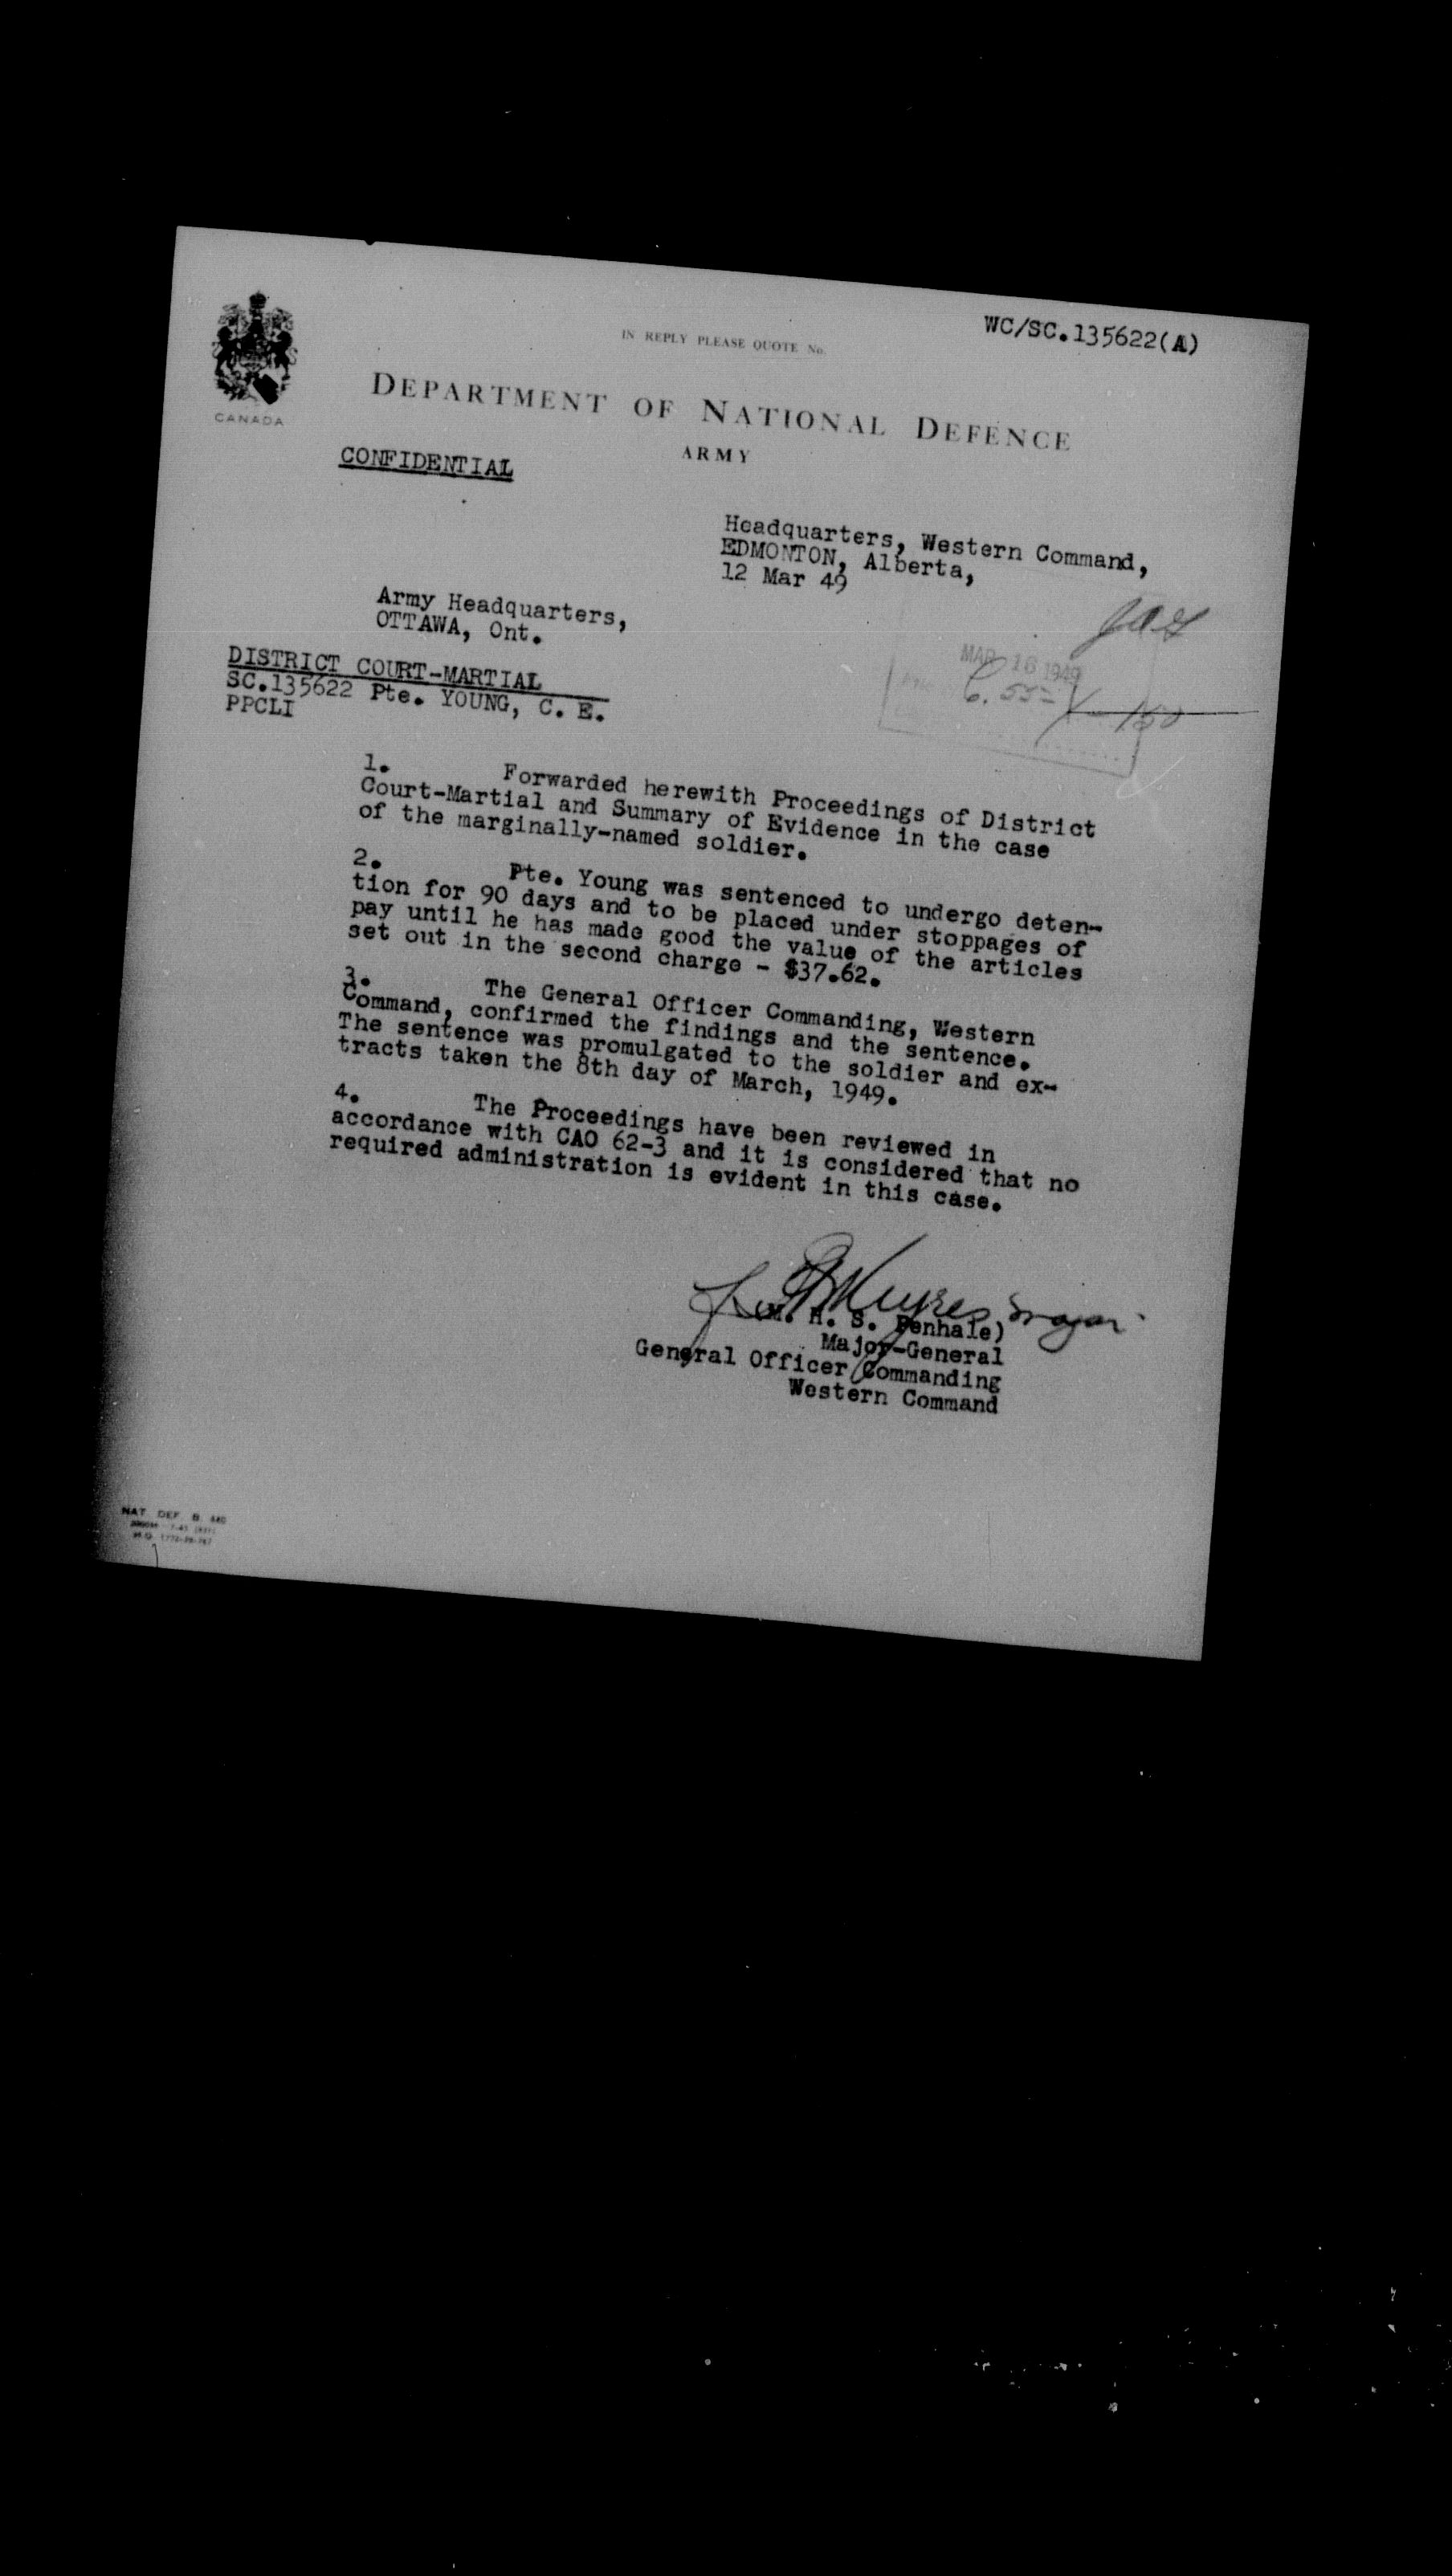 WC/SC.135622(A)
IN REPLY PLEASE QUOTE No.
CANADA
DEPARTMENT OF NATIONAL DEFENCE
ARMY
CONFIDENTIAL
Headquarters, Western Command,
EDMONTON, Alberta,
12 Mar 49
Army Headquarters,
OTTAWA, Ont.
MAR 16 1949
DISTRICT COURT-MARTIAL
SC.135622 Pte. YOUNG, C. E.
PPCLI
1. Forwarded herewith Proceedings of District
Court-Martial and Summary of Evidence in the case
of the marginally-named soldier.
2. Pte. Young was sentenced to undergo deten-
tion for 90 days and to be placed under stoppages of
pay until he has made good the value of the articles
set out in the second charge - $37.62.
3. The General Officer Commanding, Western
Command, confirmed the findings and the sentence.
The sentence was promulgated to the soldier and ex-
tracts taken the 8th day of March, 1949.
4. The Proceedings have been reviewed in
accordance with CAO 62-3 and it is considered that no
required administration is evident in this case.
Major
H. S. Penhale)
Major-General
General Officer Commanding
Western Command
NAT. DEF. B.